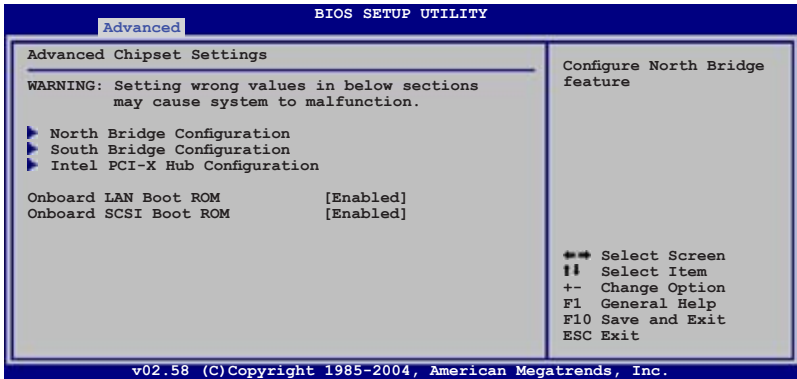 BIOS SETUP UTILITY
Advanced
Advanced Chipset Settings
WARNING: Setting wrong values in below sections
may cause system to malfunction.
North Bridge Configuration
South Bridge Configuration
Intel PCI-X Hub Configuration
Onboard LAN Boot ROM [Enabled]
Onboard SCSI Boot ROM [Enabled]
Configure North Bridge
feature
Select Screen
Select Item
+- Change Option
F1 General Help
F10 Save and Exit
ESC Exit
v02.58 (C)Copyright 1985-2004, American Megatrends, Inc.